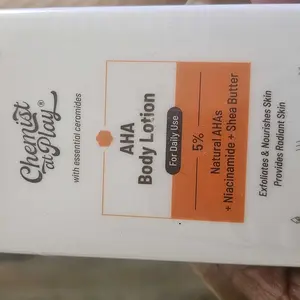 Chemist
at Play®
with essential ceramides
AHA
Body Lotion
For Daily Use
5%
Natural AHAs
+ Niacinamide + Shea Butter
Exfoliates & Nourishes Skin
Provides Radiant Skin